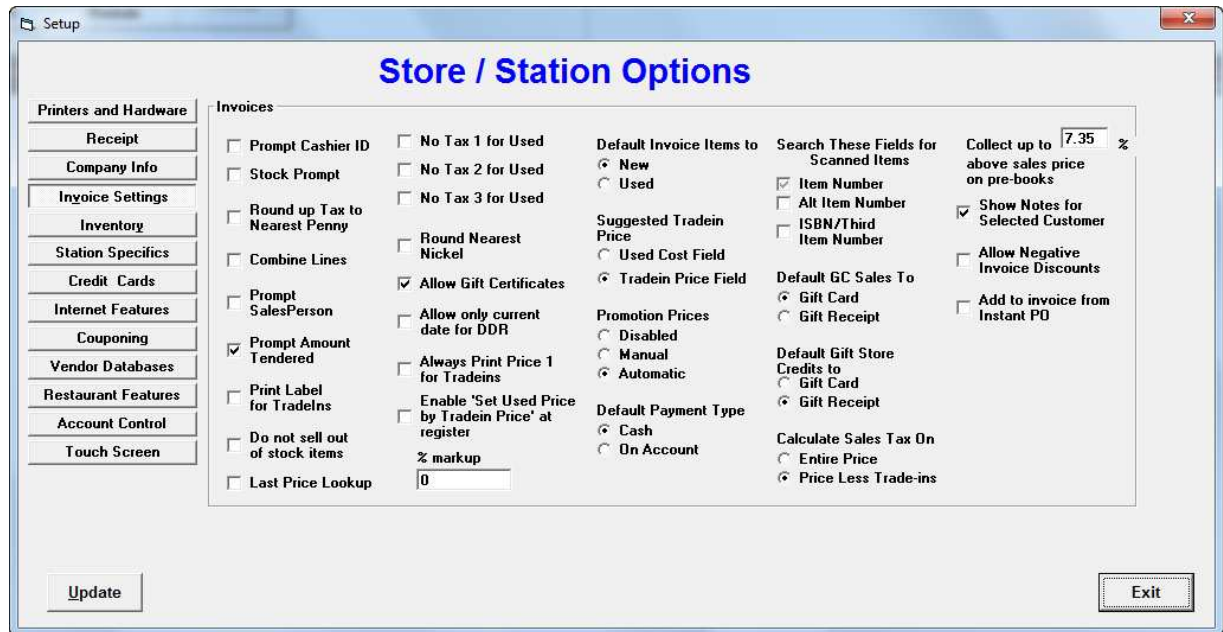 Setup
Store / Station Options
Printers and Hardware
Receipt
Company Info
Invoice Settings
Inventory
Station Specifics
Credit Cards
Internet Features
Couponing
Vendor Databases
Restaurant Features
Account Control
Touch Screen
Invoices
Prompt Cashier ID
Stock Prompt
Round up Tax to
Nearest Penny
Combine Lines
Prompt
SalesPerson
Prompt Amount
Tendered
Print Label
for TradeIns
Do not sell out
of stock items
Last Price Lookup
No Tax 1 for Used
No Tax 2 for Used
No Tax 3 for Used
Round Nearest
Nickel
Allow Gift Certificates
Allow only current
date for DDR
Always Print Price 1
for Tradeins
Enable 'Set Used Price
by Tradein Price' at
register
% markup
0
Default Invoice Items to
New
Used
Suggested Tradein
Price
Used Cost Field
Tradein Price Field
Promotion Prices
Disabled
Manual
Automatic
Default Payment Type
Cash
On Account
Search These Fields for
Scanned Items
Item Number
Alt Item Number
ISBN/Third
Item Number
Default GC Sales To
Gift Card
Gift Receipt
Default Gift Store
Credits to
Gift Card
Gift Receipt
Calculate Sales Tax On
Entire Price
Price Less Trade-ins
Collect up to 7.35 %
above sales price
on pre-books
Show Notes for
Selected Customer
Allow Negative
Invoice Discounts
Add to invoice from
Instant PO
Update
Exit